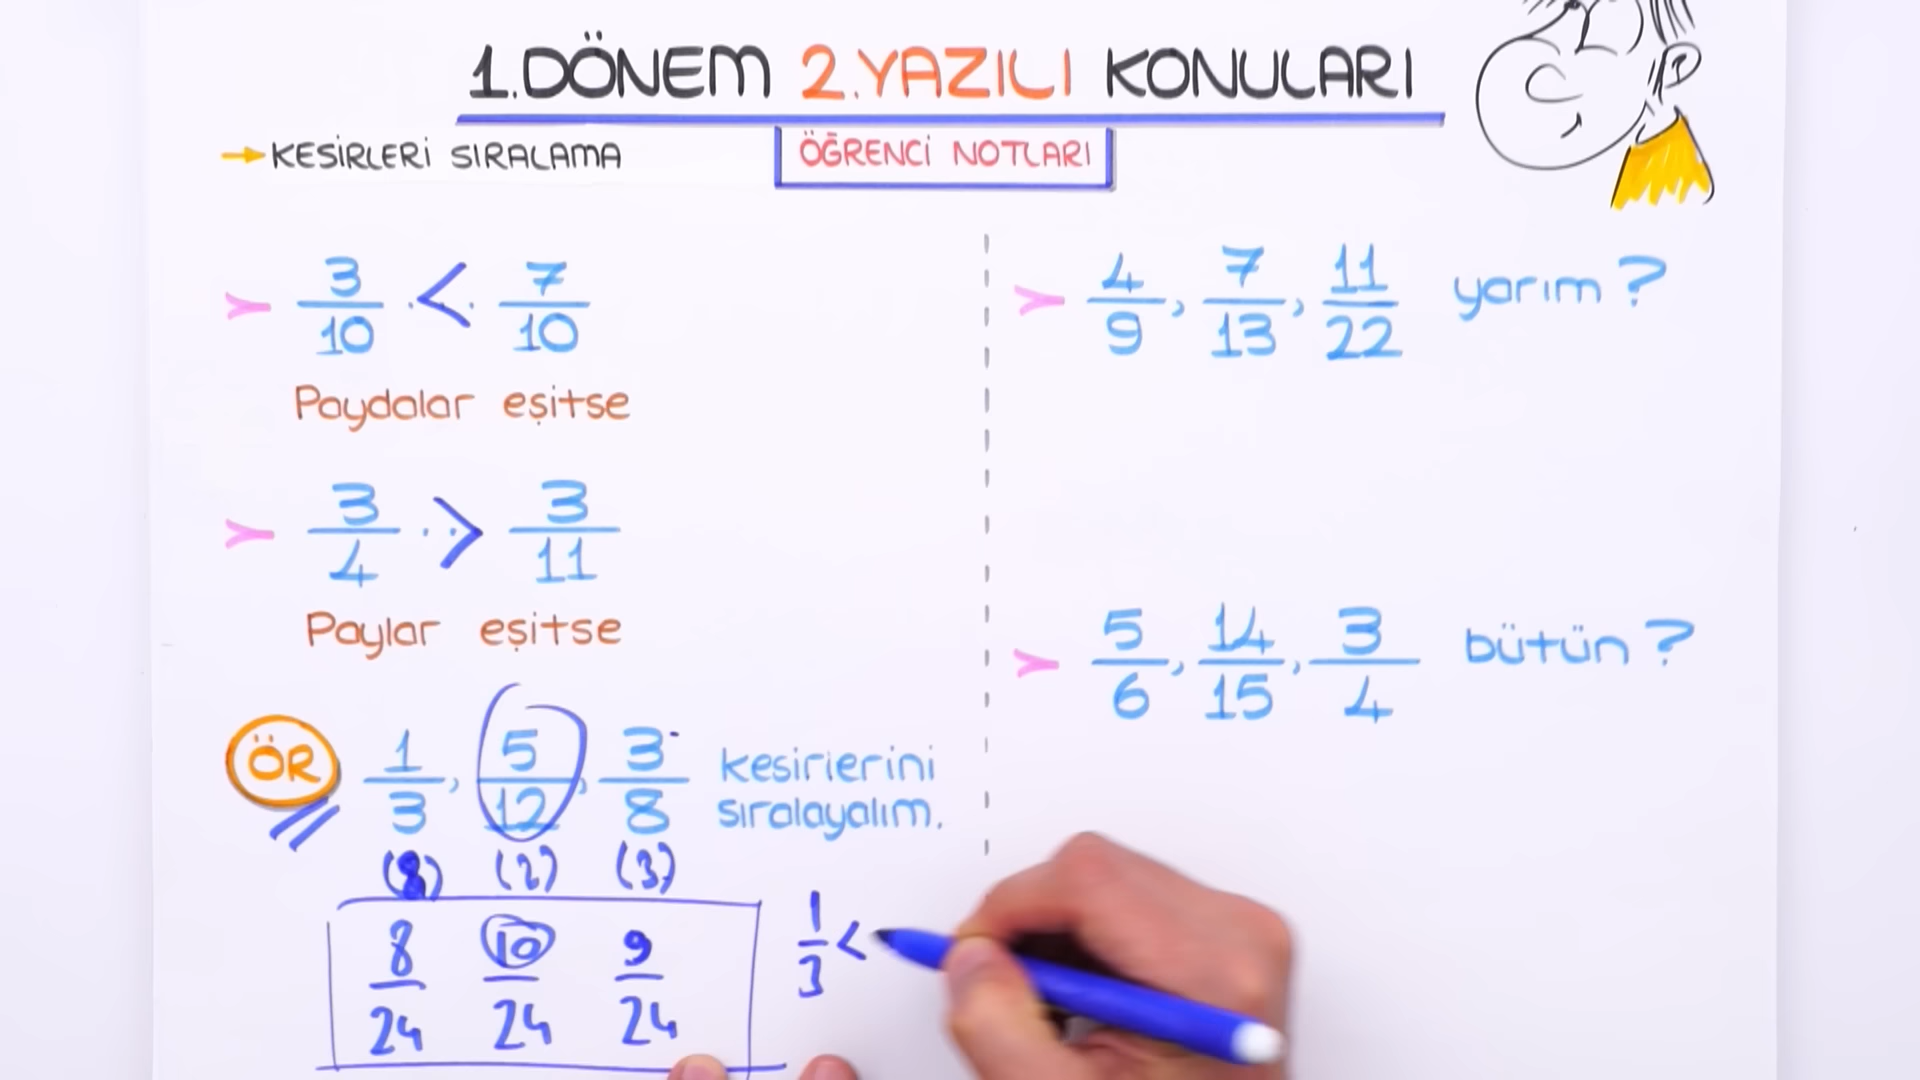 1.DÖNEM 2.YAZILI KONULARI
→KESİRLERİ SIRALAMA
ÖĞRENCİ NOTLARI
3/10 < 7/10
Paydalar eşitse
3/4 > 3/11
Paylar eşitse
ÖR
1/3, 5/12, 3/8 kesirlerini
sıralayalım.
(8) (2) (3)
8/24 10/24 9/24
1/3 <
4/9, 7/13, 11/22 yarım?
5/6, 14/15, 3/4 bütün?